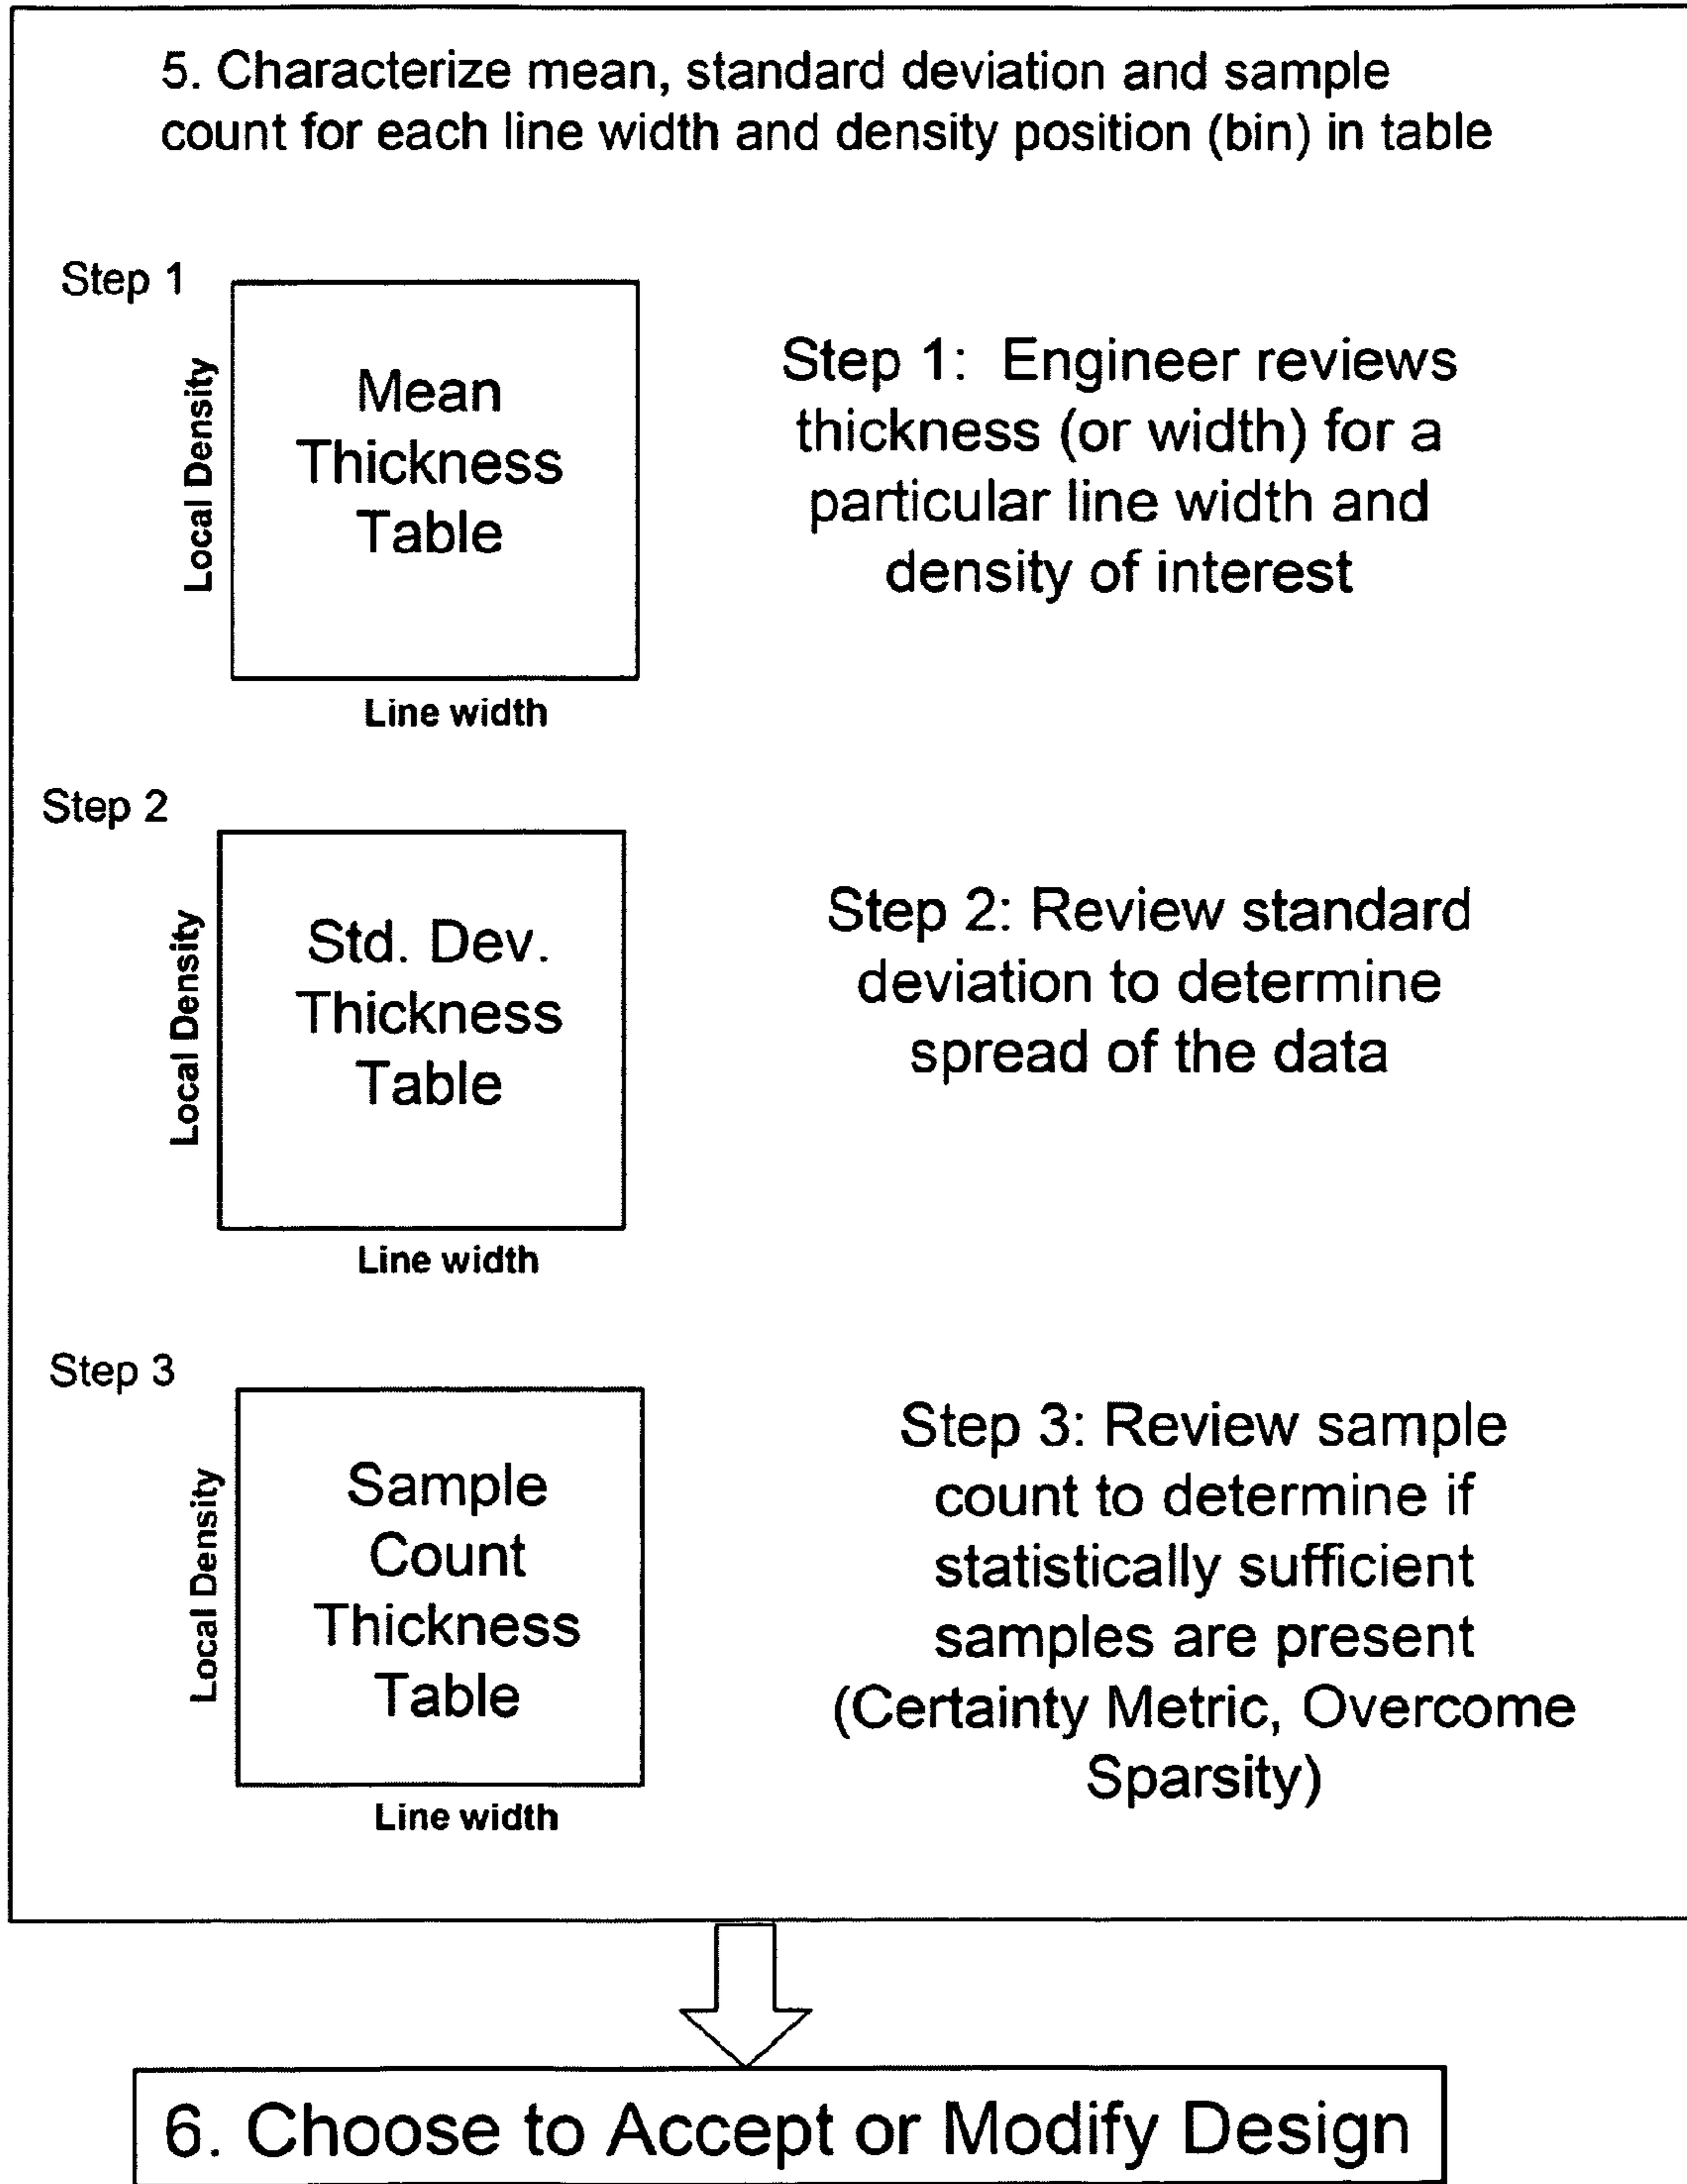 5. Characterize mean, standard deviation and sample
count for each line width and density position (bin) in table
Step 1
Local Density
Mean
Thickness
Table
Line width
Step 1:  Engineer reviews
thickness (or width) for a
particular line width and
density of interest
Step 2
Local Density
Std. Dev.
Thickness
Table
Line width
Step 2: Review standard
deviation to determine
spread of the data
Step 3
Local Density
Sample
Count
Thickness
Table
Line width
Step 3: Review sample
count to determine if
statistically sufficient
samples are present
(Certainty Metric, Overcome
Sparsity)
6. Choose to Accept or Modify Design